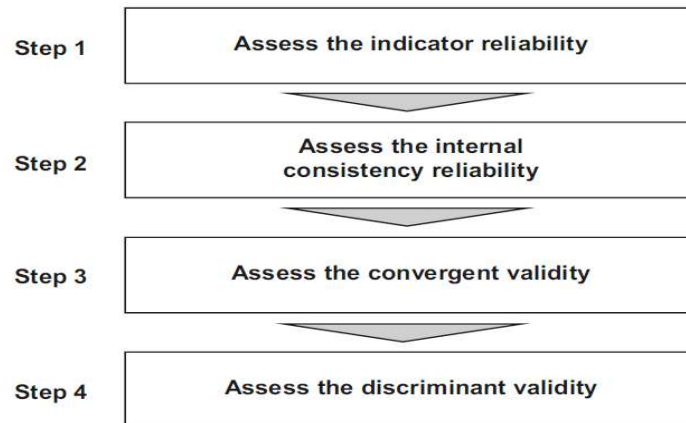 Step 1
Assess the indicator reliability
Step 2
Assess the internal
consistency reliability
Step 3
Assess the convergent validity
Step 4
Assess the discriminant validity